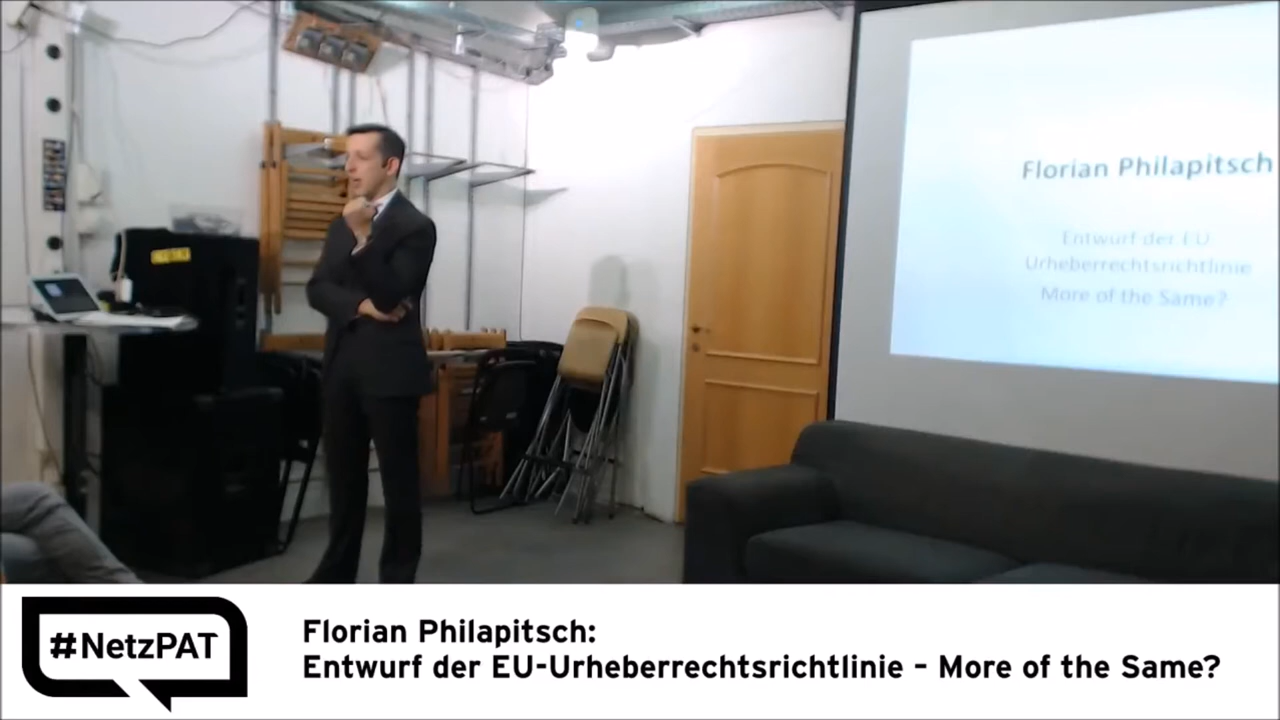 Florian Philapitsch
Entwurf der EU
Urheberrechtsrichtlinie
More of the Same?
#NetzPAT
Florian Philapitsch:
Entwurf der EU-Urheberrechtsrichtlinie – More of the Same?